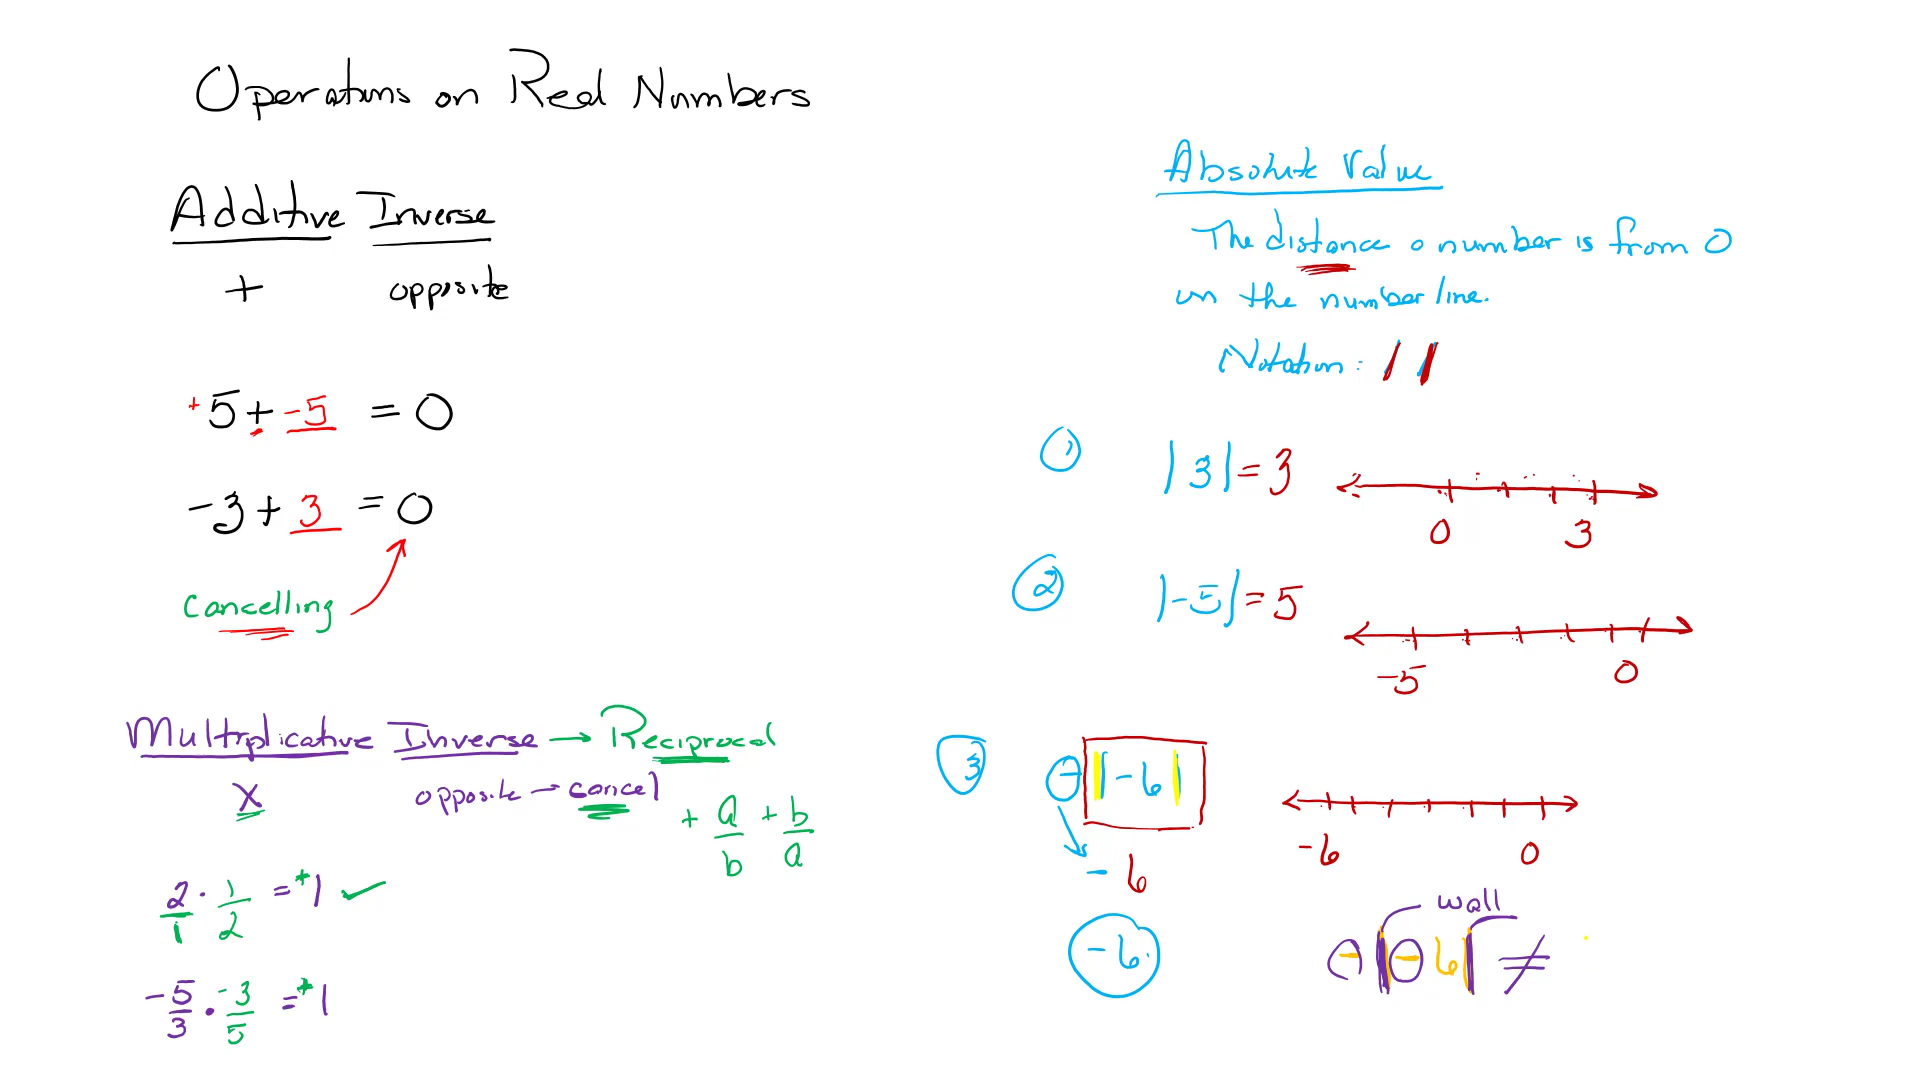 Operations on Real Numbers
Additive Inverse
+ opposite
+5 + -5 = 0
-3 + 3 = 0
Cancelling
Multiplicative Inverse → Reciprocal
x opposite → cancel
+ a/b + b/a
2/1 · 1/2 = +1 ✓
-5/3 · -3/5 = +1
Absolute Value
The distance a number is from 0
on the number line.
Notation: | |
① |3| = 3
0 3
② |-5| = 5
-5 0
③ -|-6|
-6 0
- 6
-6
wall
-|-6| ≠